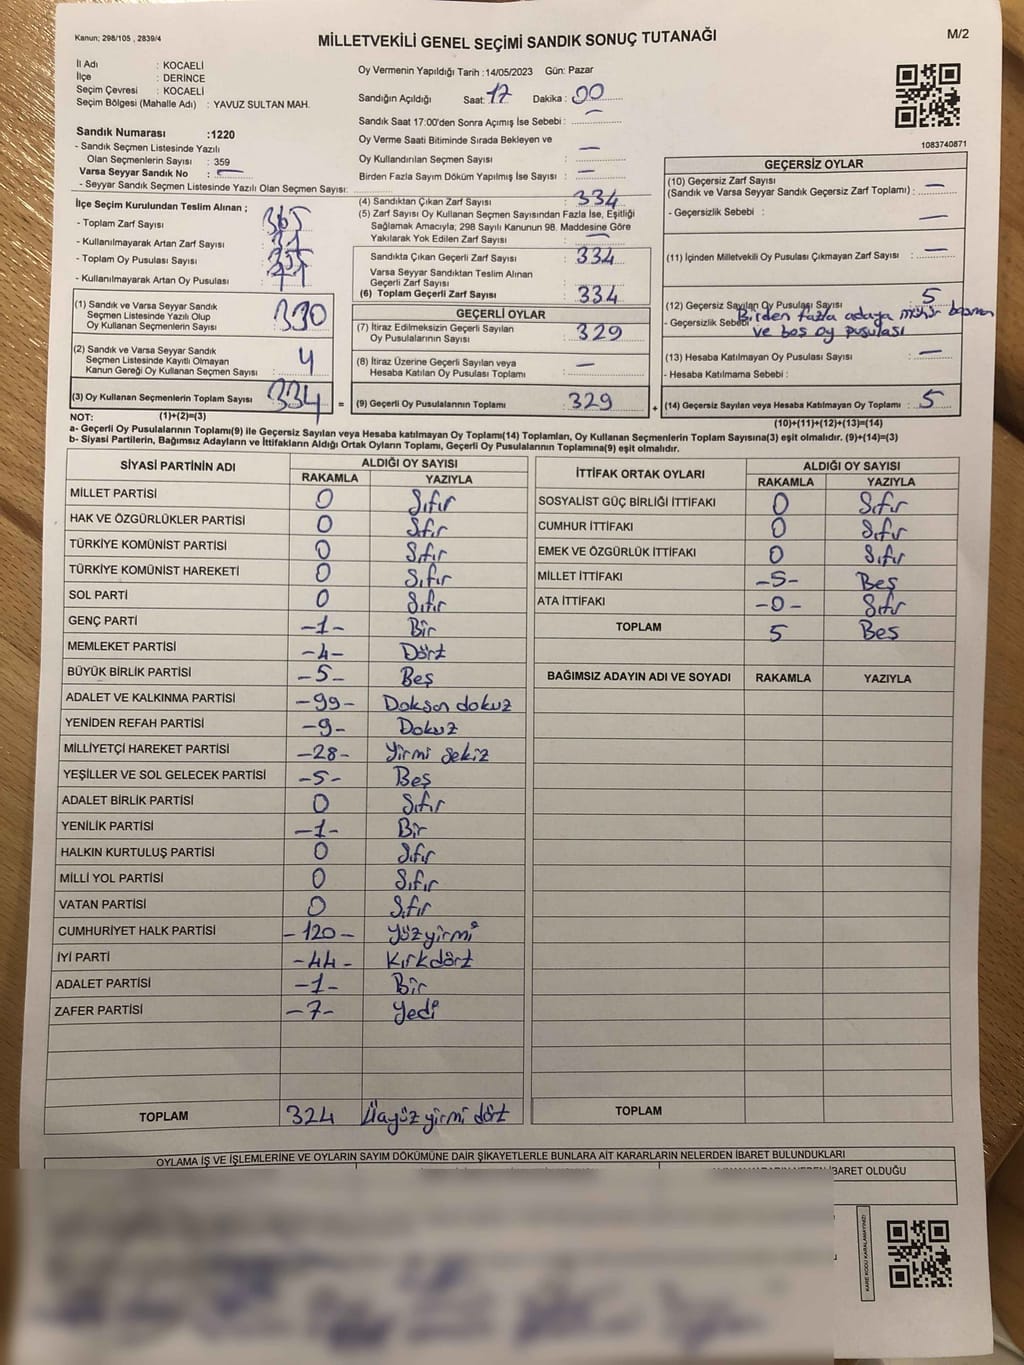 Kanun; 298/105 , 2839/4
MİLLETVEKİLİ GENEL SEÇİMİ SANDIK SONUÇ TUTANAĞI
M/2
İl Adı : KOCAELİ
İlçe : DERİNCE
Seçim Çevresi : KOCAELİ
Seçim Bölgesi (Mahalle Adı) : YAVUZ SULTAN MAH.
Oy Vermenin Yapıldığı Tarih :14/05/2023 Gün: Pazar
Sandığın Açıldığı Saat: 17 Dakika : 00
Sandık Saat 17:00'den Sonra Açımış İse Sebebi : —
Oy Verme Saati Bitiminde Sırada Bekleyen ve
Oy Kullandırılan Seçmen Sayısı : —
Birden Fazla Sayım Döküm Yapılmış İse Sayısı : —
1083740871
Sandık Numarası :1220
- Sandık Seçmen Listesinde Yazılı
Olan Seçmenlerin Sayısı : 359
Varsa Seyyar Sandık No : —
- Seyyar Sandık Seçmen Listesinde Yazılı Olan Seçmen Sayısı:
İlçe Seçim Kurulundan Teslim Alınan ;
- Toplam Zarf Sayısı : 365
- Kullanılmayarak Artan Zarf Sayısı :
- Toplam Oy Pusulası Sayısı :
- Kullanılmayarak Artan Oy Pusulası :
(1) Sandık ve Varsa Seyyar Sandık
Seçmen Listesinde Yazılı Olup
Oy Kullanan Seçmenlerin Sayısı : 330
(2) Sandık ve Varsa Seyyar Sandık
Seçmen Listesinde Kayıtlı Olmayan
Kanun Gereği Oy Kullanan Seçmen Sayısı : 4
(3) Oy Kullanan Seçmenlerin Toplam Sayısı : 334 =
(4) Sandıktan Çıkan Zarf Sayısı : 334
(5) Zarf Sayısı Oy Kullanan Seçmen Sayısından Fazla İse, Eşitliği
Sağlamak Amacıyla; 298 Sayılı Kanunun 98. Maddesine Göre
Yakılarak Yok Edilen Zarf Sayısı : —
Sandıkta Çıkan Geçerli Zarf Sayısı : 334
Varsa Seyyar Sandıktan Teslim Alınan
Geçerli Zarf Sayısı :
(6) Toplam Geçerli Zarf Sayısı : 334
GEÇERLİ OYLAR
(7) İtiraz Edilmeksizin Geçerli Sayılan
Oy Pusulalarının Sayısı : 329
(8) İtiraz Üzerine Geçerli Sayılan veya
Hesaba Katılan Oy Pusulası Toplamı : —
(9) Geçerli Oy Pusulalarının Toplamı : 329 +
GEÇERSİZ OYLAR
(10) Geçersiz Zarf Sayısı
(Sandık ve Varsa Seyyar Sandık Geçersiz Zarf Toplamı) : —
- Geçersizlik Sebebi : —
(11) İçinden Milletvekili Oy Pusulası Çıkmayan Zarf Sayısı : —
(12) Geçersiz Sayılan Oy Pusulası Sayısı : 5
- Geçersizlik Sebebi Birden fazla adaya mühür basması
ve boş oy pusulası
(13) Hesaba Katılmayan Oy Pusulası Sayısı : —
- Hesaba Katılmama Sebebi :
(14) Geçersiz Sayılan veya Hesaba Katılmayan Oy Toplamı : 5
NOT: (1)+(2)=(3)
(10)+(11)+(12)+(13)=(14)
a- Geçerli Oy Pusulalarının Toplamı(9) ile Geçersiz Sayılan veya Hesaba katılmayan Oy Toplamı(14) Toplamları, Oy Kullanan Seçmenlerin Toplam Sayısına(3) eşit olmalıdır. (9)+(14)=(3)
b- Siyasi Partilerin, Bağımsız Adayların ve İttifakların Aldığı Ortak Oyların Toplamı, Geçerli Oy Pusulalarının Toplamına(9) eşit olmalıdır.
SİYASİ PARTİNİN ADI ALDIĞI OY SAYISI
RAKAMLA YAZIYLA
MİLLET PARTİSİ 0 Sıfır
HAK VE ÖZGÜRLÜKLER PARTİSİ 0 Sıfır
TÜRKİYE KOMÜNİST PARTİSİ 0 Sıfır
TÜRKİYE KOMÜNİST HAREKETİ 0 Sıfır
SOL PARTİ 0 Sıfır
GENÇ PARTİ -1- Bir
MEMLEKET PARTİSİ -4- Dört
BÜYÜK BİRLİK PARTİSİ -5- Beş
ADALET VE KALKINMA PARTİSİ -99- Doksan dokuz
YENİDEN REFAH PARTİSİ -9- Dokuz
MİLLİYETÇİ HAREKET PARTİSİ -28- Yirmi sekiz
YEŞİLLER VE SOL GELECEK PARTİSİ -5- Beş
ADALET BİRLİK PARTİSİ 0 Sıfır
YENİLİK PARTİSİ -1- Bir
HALKIN KURTULUŞ PARTİSİ 0 Sıfır
MİLLİ YOL PARTİSİ 0 Sıfır
VATAN PARTİSİ 0 Sıfır
CUMHURİYET HALK PARTİSİ -120- Yüzyirmi
İYİ PARTİ -44- Kırkdört
ADALET PARTİSİ -1- Bir
ZAFER PARTİSİ -7- Yedi
TOPLAM 324 Üçyüz yirmi dört
İTTİFAK ORTAK OYLARI ALDIĞI OY SAYISI
RAKAMLA YAZIYLA
SOSYALİST GÜÇ BİRLİĞİ İTTİFAKI 0 Sıfır
CUMHUR İTTİFAKI 0 Sıfır
EMEK VE ÖZGÜRLÜK İTTİFAKI 0 Sıfır
MİLLET İTTİFAKI -5- Beş
ATA İTTİFAKI -0- Sıfır
TOPLAM 5 Beş
BAĞIMSIZ ADAYIN ADI VE SOYADI RAKAMLA YAZIYLA
TOPLAM
OYLAMA İŞ VE İŞLEMLERİNE VE OYLARIN SAYIM DÖKÜMÜNE DAİR ŞİKAYETLERLE BUNLARA AİT KARARLARIN NELERDEN İBARET BULUNDUKLARI
İBARET OLDUĞU
KARE KODU KARALAMAYINIZ!